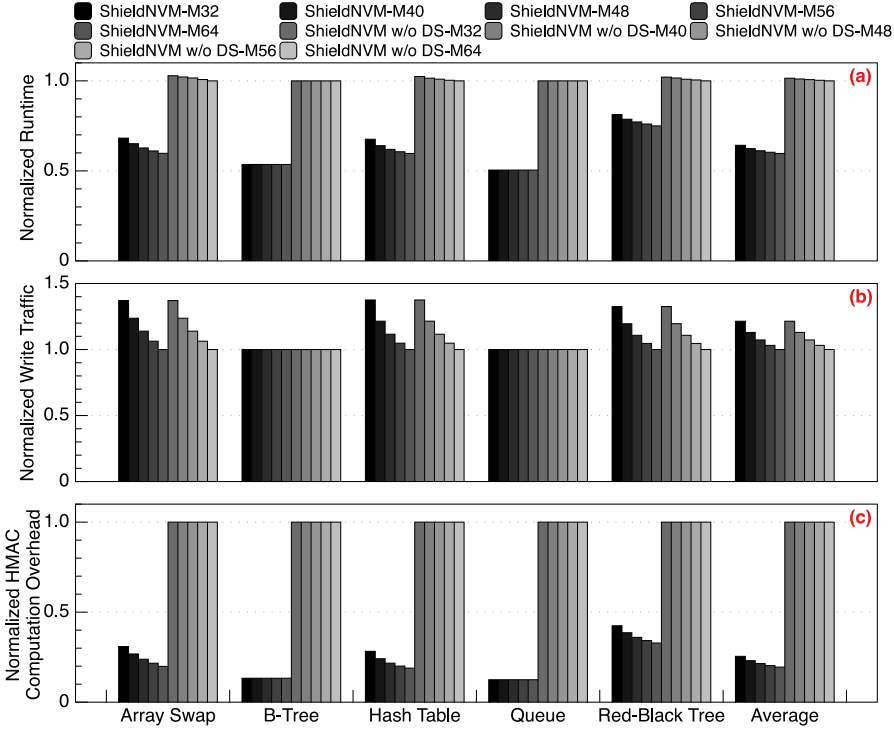 ShieldNVM-M32 ShieldNVM-M40 ShieldNVM-M48 ShieldNVM-M56
ShieldNVM-M64 ShieldNVM w/o DS-M32 ShieldNVM w/o DS-M40 ShieldNVM w/o DS-M48
ShieldNVM w/o DS-M56 ShieldNVM w/o DS-M64
Normalized Runtime
1.0
0.5
0
(a)
Normalized Write Traffic
1.5
1.0
0.5
0
(b)
Normalized HMAC
Computation Overhead
1.0
0.5
0
(c)
Array Swap B-Tree Hash Table Queue Red-Black Tree Average